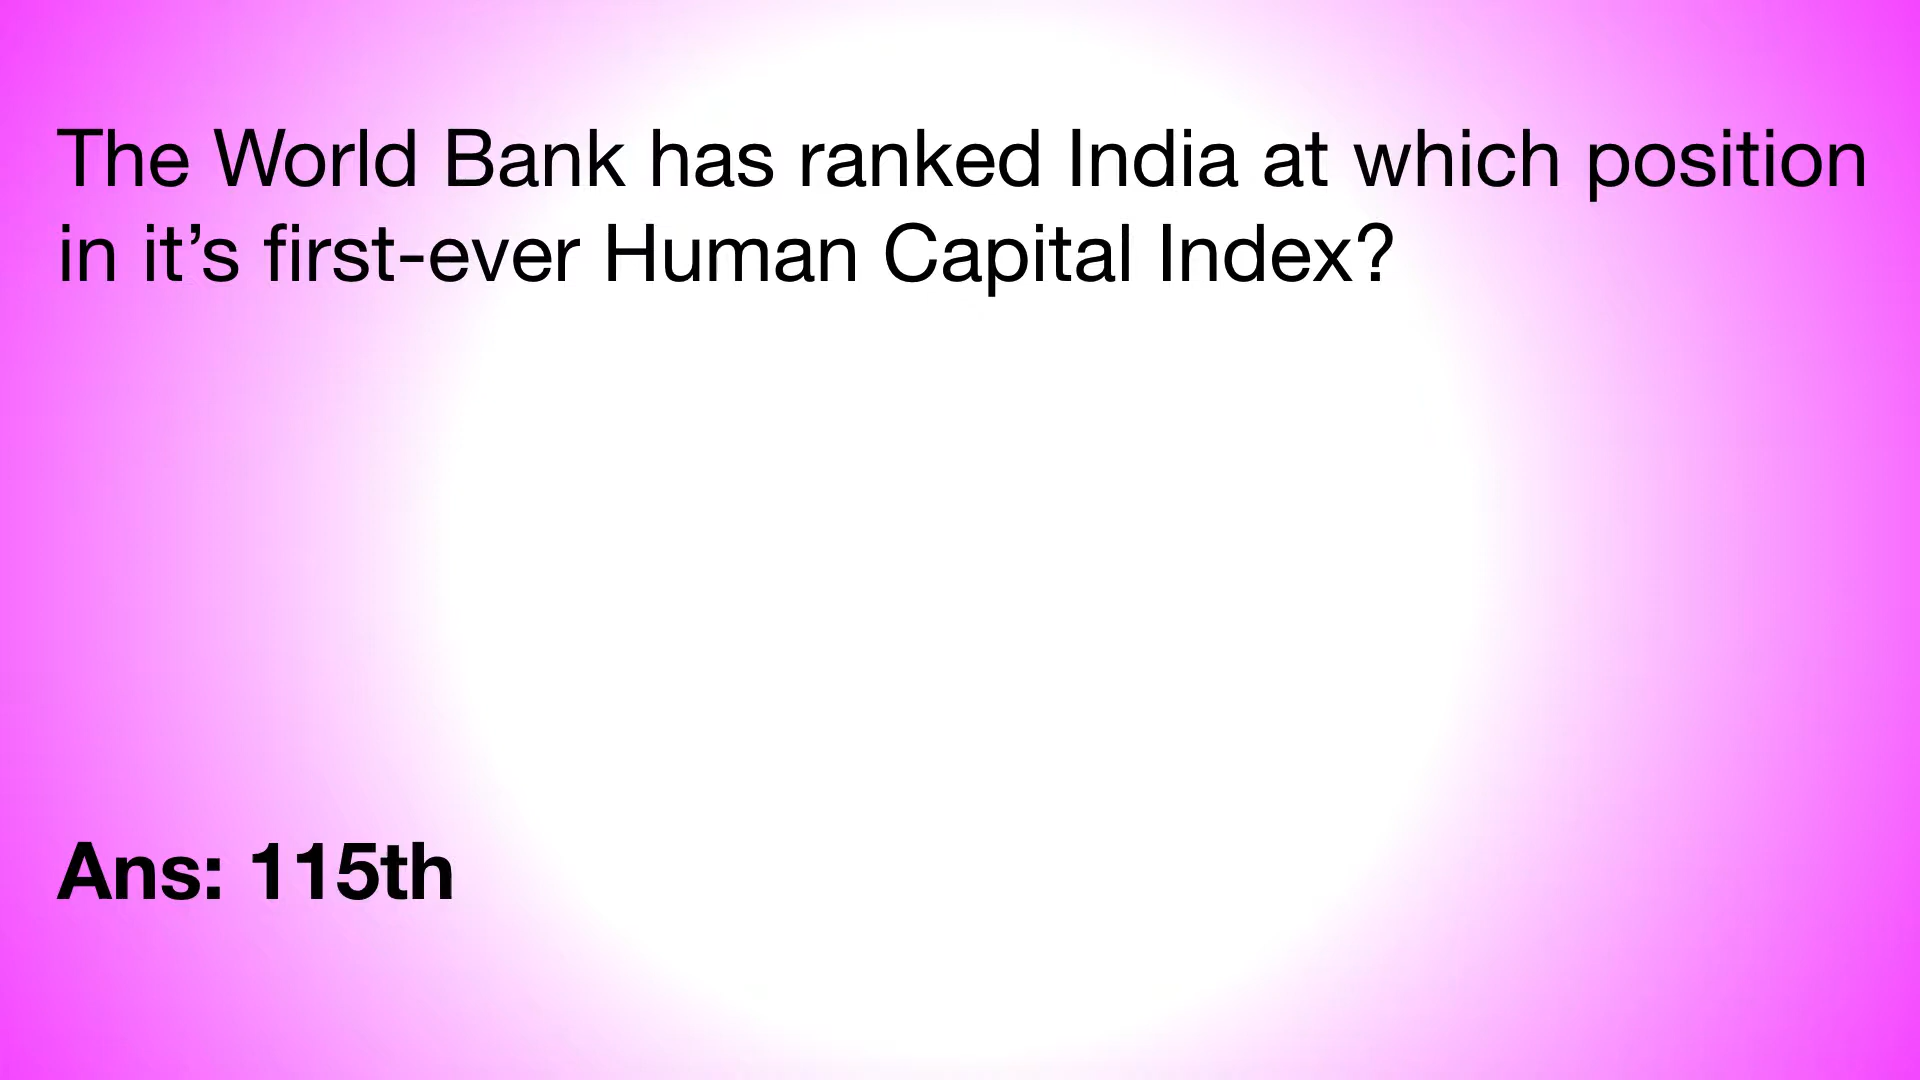 The World Bank has ranked India at which position
in it’s first-ever Human Capital Index?
Ans: 115th